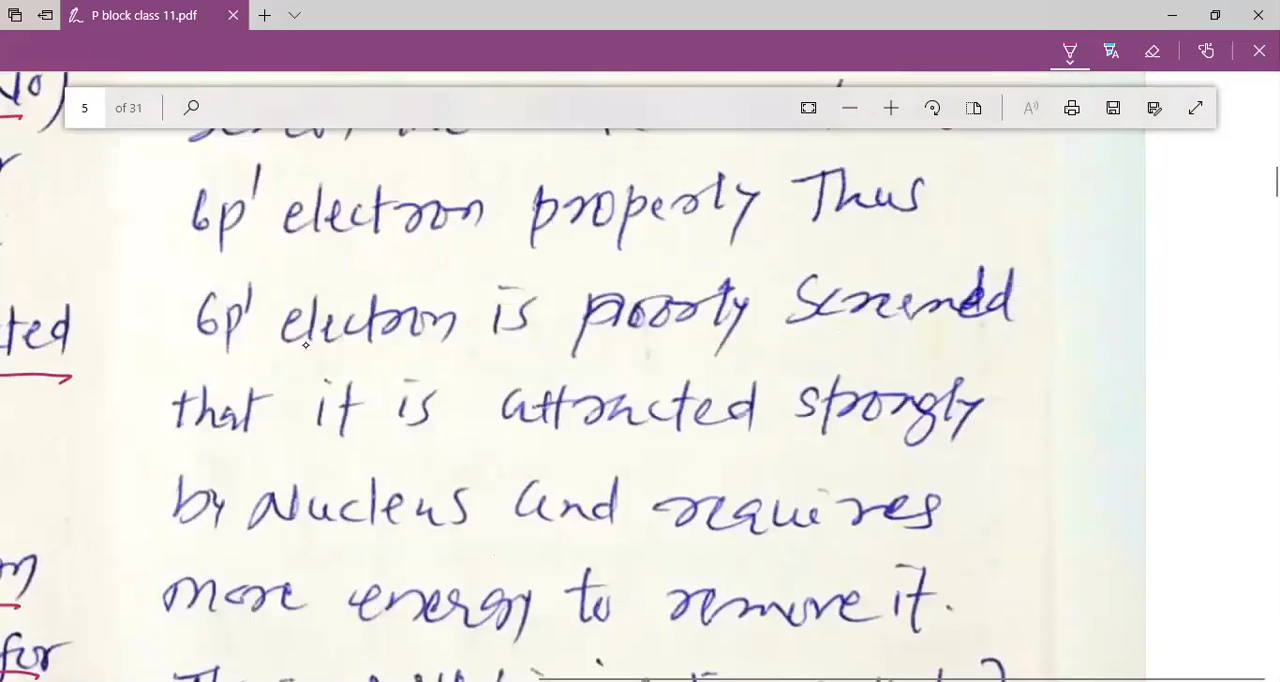 P block class 11.pdf
5 of 31
6p¹ electron properly Thus
6p¹ electron is poorly screened
that it is attracted strongly
by Nucleus and requires
more energy to remove it.
ted
for